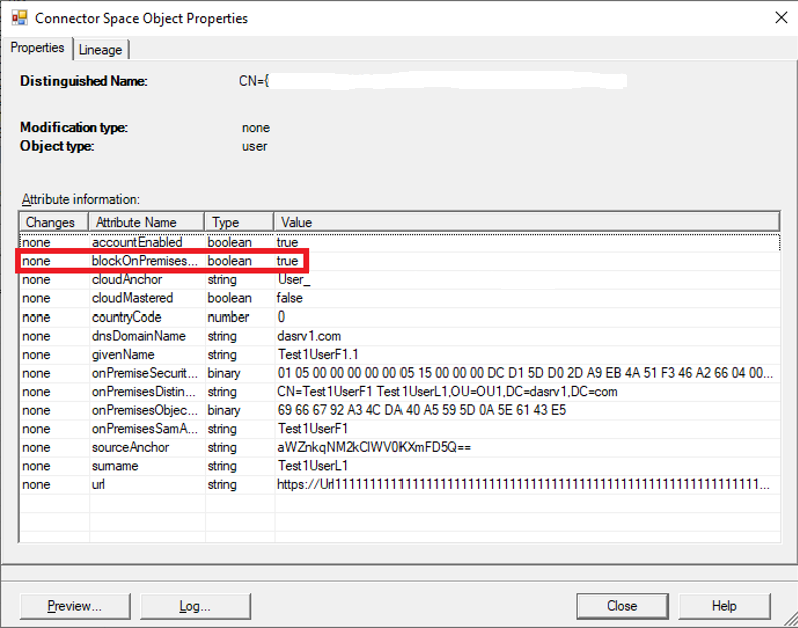 Connector Space Object Properties
Properties Lineage
Distinguished Name: CN={
Modification type: none
Object type: user
Attribute information:
Changes Attribute Name Type Value
none accountEnabled boolean true
none blockOnPremises... boolean true
none cloudAnchor string User_
none cloudMastered boolean false
none countryCode number 0
none dnsDomainName string dasrv1.com
none givenName string Test1UserF1.1
none onPremiseSecurit... binary 01 05 00 00 00 00 00 05 15 00 00 00 DC D1 5D D0 2D A9 EB 4A 51 F3 46 A2 66 04 00...
none onPremisesDistin... string CN=Test1UserF1 Test1UserL1,OU=OU1,DC=dasrv1,DC=com
none onPremisesObjec... binary 69 66 67 92 A3 4C DA 40 A5 59 5D 0A 5E 61 43 E5
none onPremisesSamA... string Test1UserF1
none sourceAnchor string aWZnkqNM2kClWV0KXmFD5Q==
none surname string Test1UserL1
none url string https://Url11111111111111111111111111111111111111111111111111111111111...
Preview... Log... Close Help